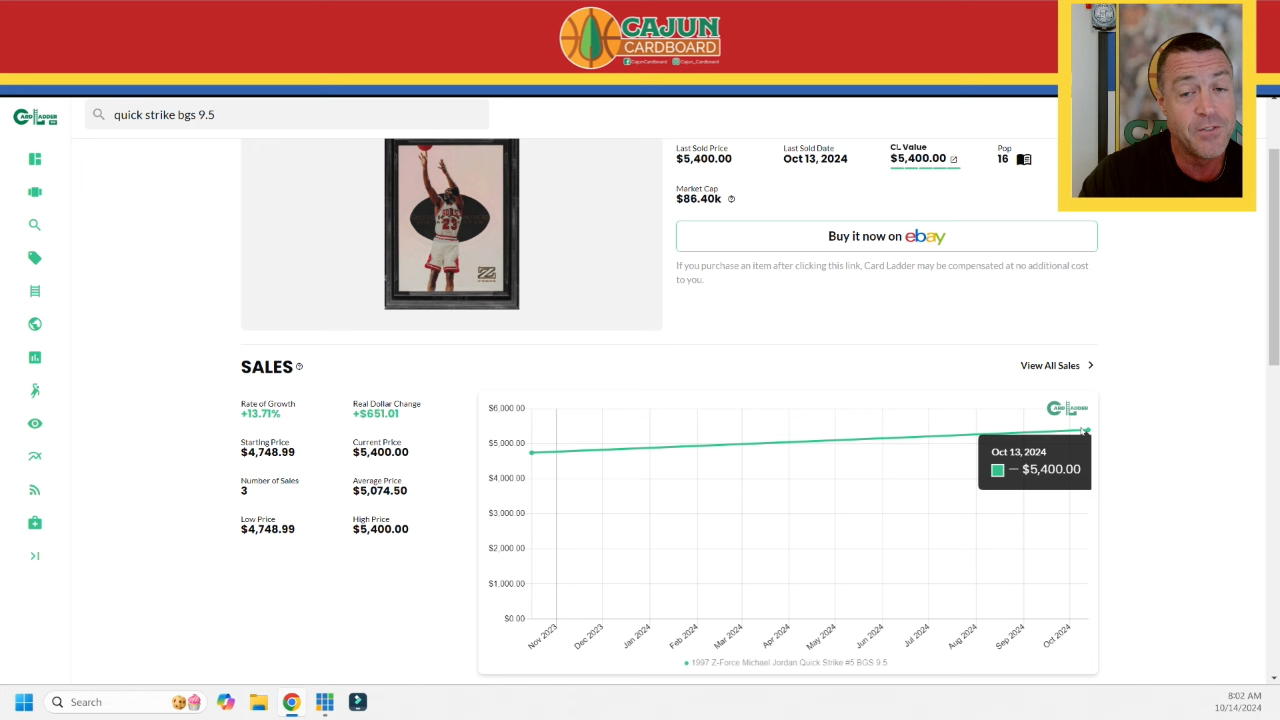 CAJUN
CARDBOARD
CajunCardboard Cajun_Cardboard
CARD LADDER
quick strike bgs 9.5
Last Sold Price
$5,400.00
Last Sold Date
Oct 13, 2024
CL Value
$5,400.00
Pop
16
Market Cap
$86.40k
Buy it now on ebay
If you purchase an item after clicking this link, Card Ladder may be compensated at no additional cost
to you.
BULLS
23
Z
SALES
View All Sales
Rate of Growth
+13.71%
Real Dollar Change
+$651.01
Starting Price
$4,748.99
Current Price
$5,400.00
Number of Sales
3
Average Price
$5,074.50
Low Price
$4,748.99
High Price
$5,400.00
CARD LADDER
$6,000.00
$5,000.00
$4,000.00
$3,000.00
$2,000.00
$1,000.00
$0.00
Oct 13, 2024
— $5,400.00
Nov 2023
Dec 2023
Jan 2024
Feb 2024
Mar 2024
Apr 2024
May 2024
Jun 2024
Jul 2024
Aug 2024
Sep 2024
Oct 2024
1997 Z-Force Michael Jordan Quick Strike #5 BGS 9.5
Search
8:02 AM
10/14/2024